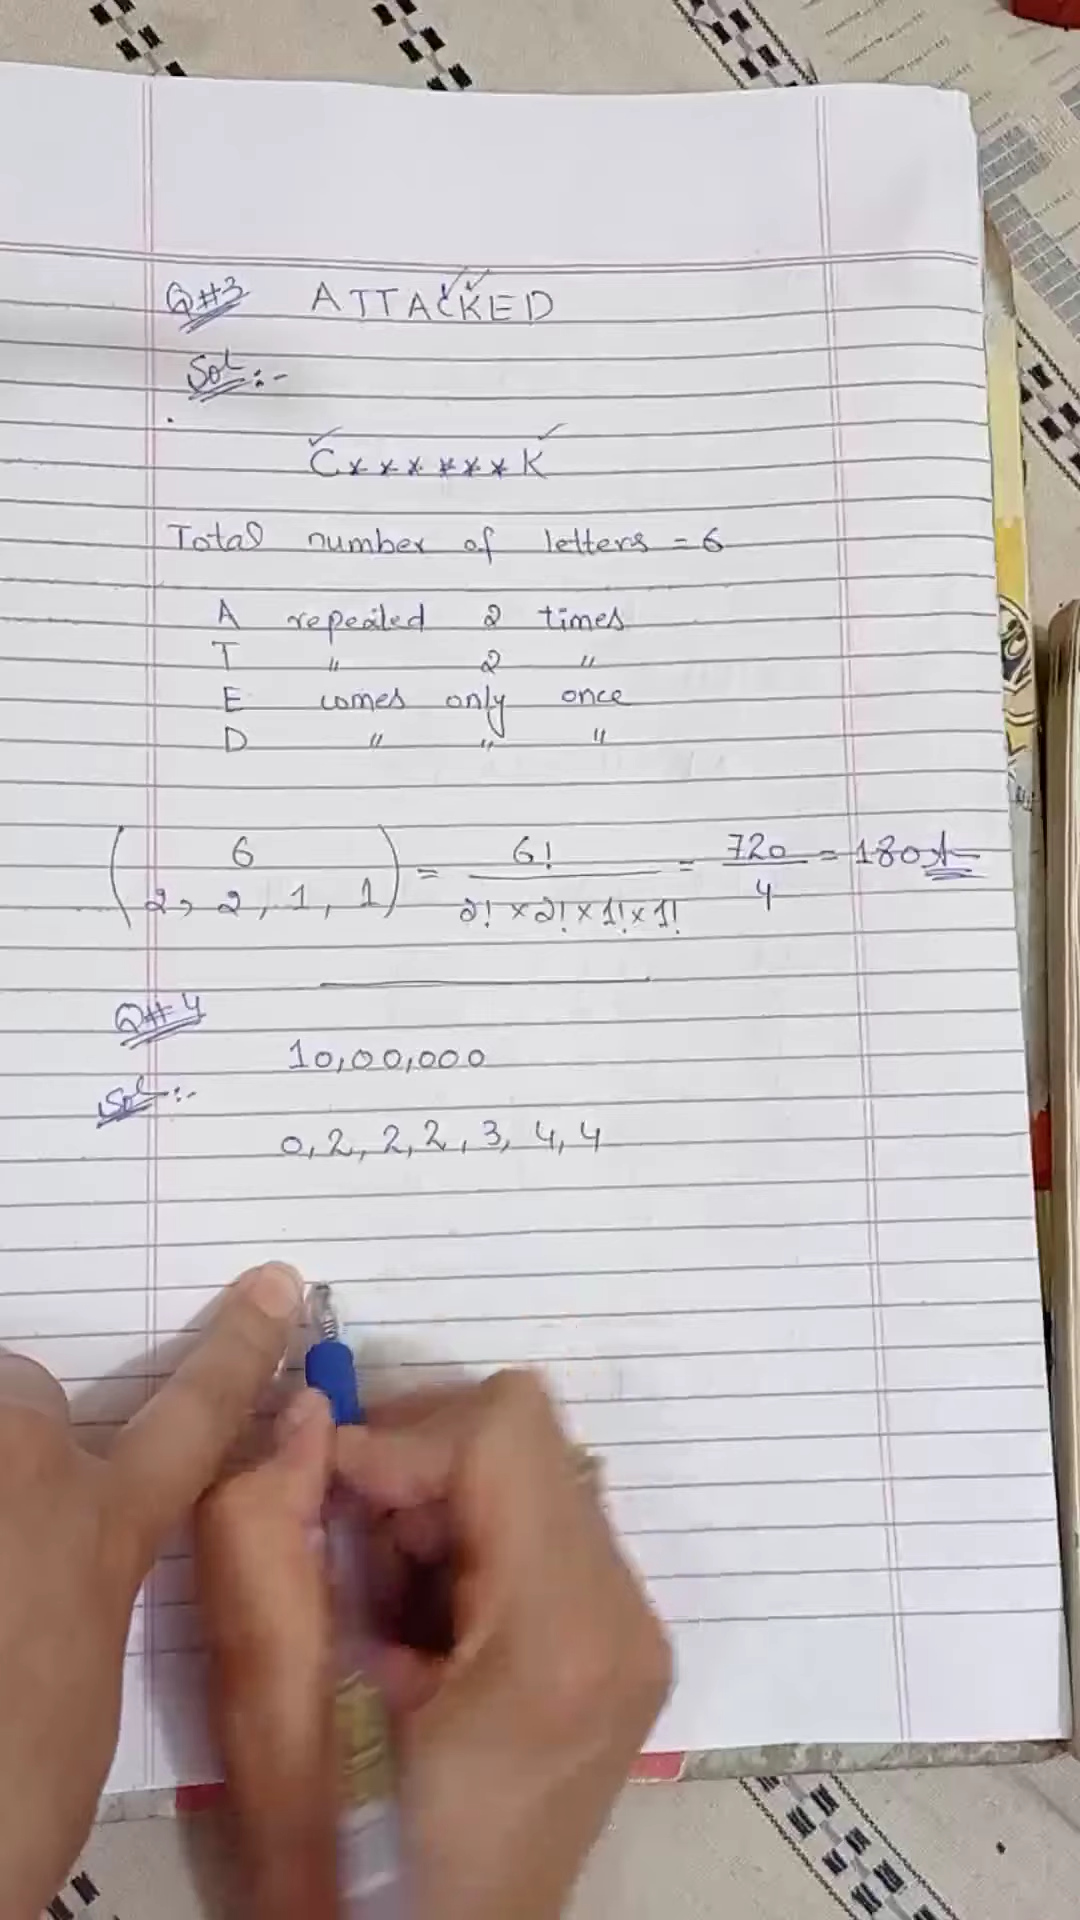 Q#3 ATTACKED
Sol:-
C******K
Total number of letters = 6
A repeated 2 times
T " 2 "
E comes only once
D " " "
(6 / 2, 2, 1, 1) = 6! / 2! × 2! × 1! × 1! = 720 / 4 = 180
Q#4
10,00,000
Sol:-
0, 2, 2, 2, 3, 4, 4